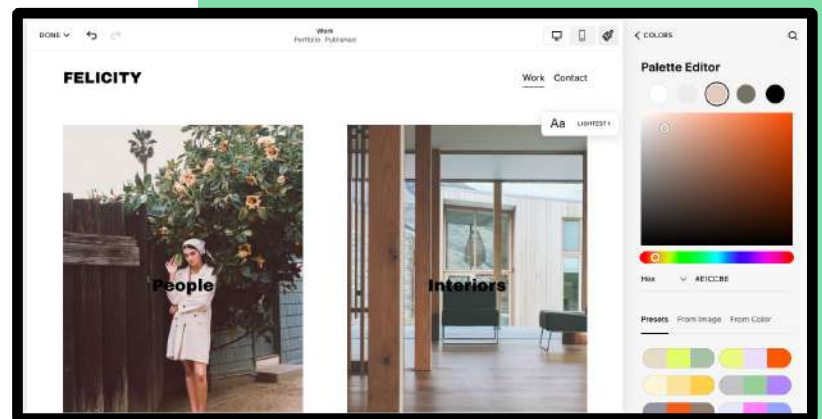 DONE
Work
Portfolio · Published
COLORS
FELICITY
Work Contact
Aa LIGHTEST 1
People
Interiors
Palette Editor
Hex #E1CCBE
Presets From Image From Color